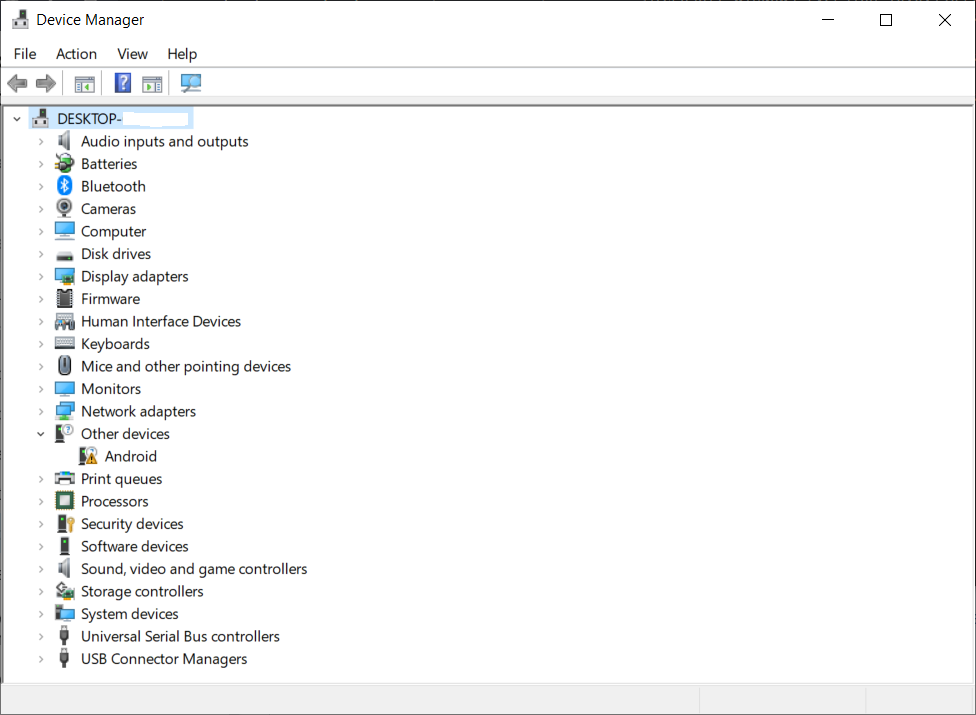 Device Manager
File Action View Help
DESKTOP-
Audio inputs and outputs
Batteries
Bluetooth
Cameras
Computer
Disk drives
Display adapters
Firmware
Human Interface Devices
Keyboards
Mice and other pointing devices
Monitors
Network adapters
Other devices
Android
Print queues
Processors
Security devices
Software devices
Sound, video and game controllers
Storage controllers
System devices
Universal Serial Bus controllers
USB Connector Managers